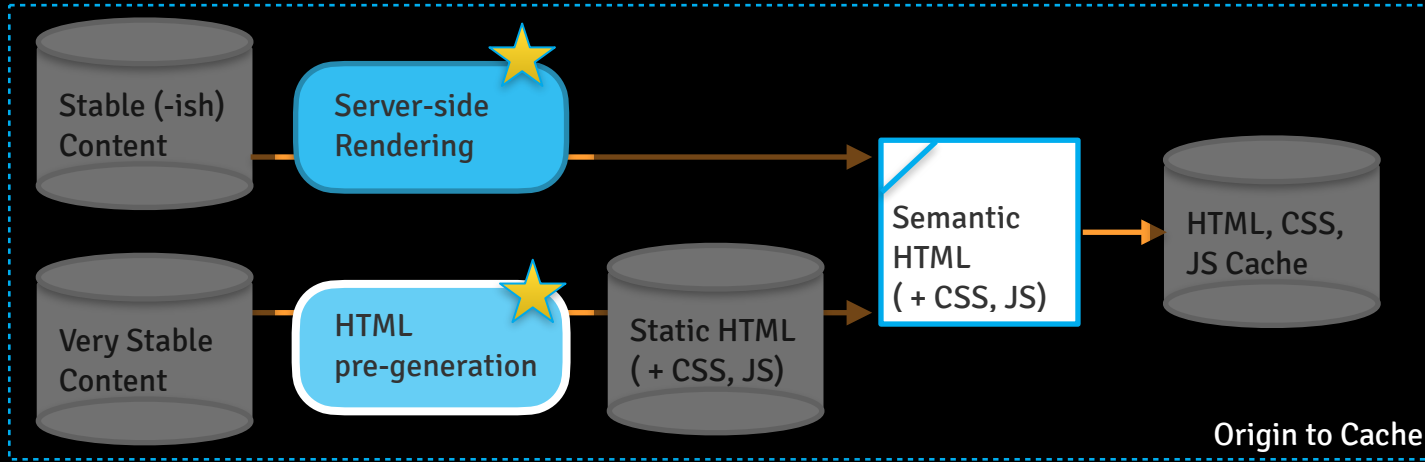 Stable (-ish)
Content
Server-side
Rendering
Semantic
HTML
( + CSS, JS)
HTML, CSS,
JS Cache
Very Stable
Content
HTML
pre-generation
Static HTML
( + CSS, JS)
Origin to Cache